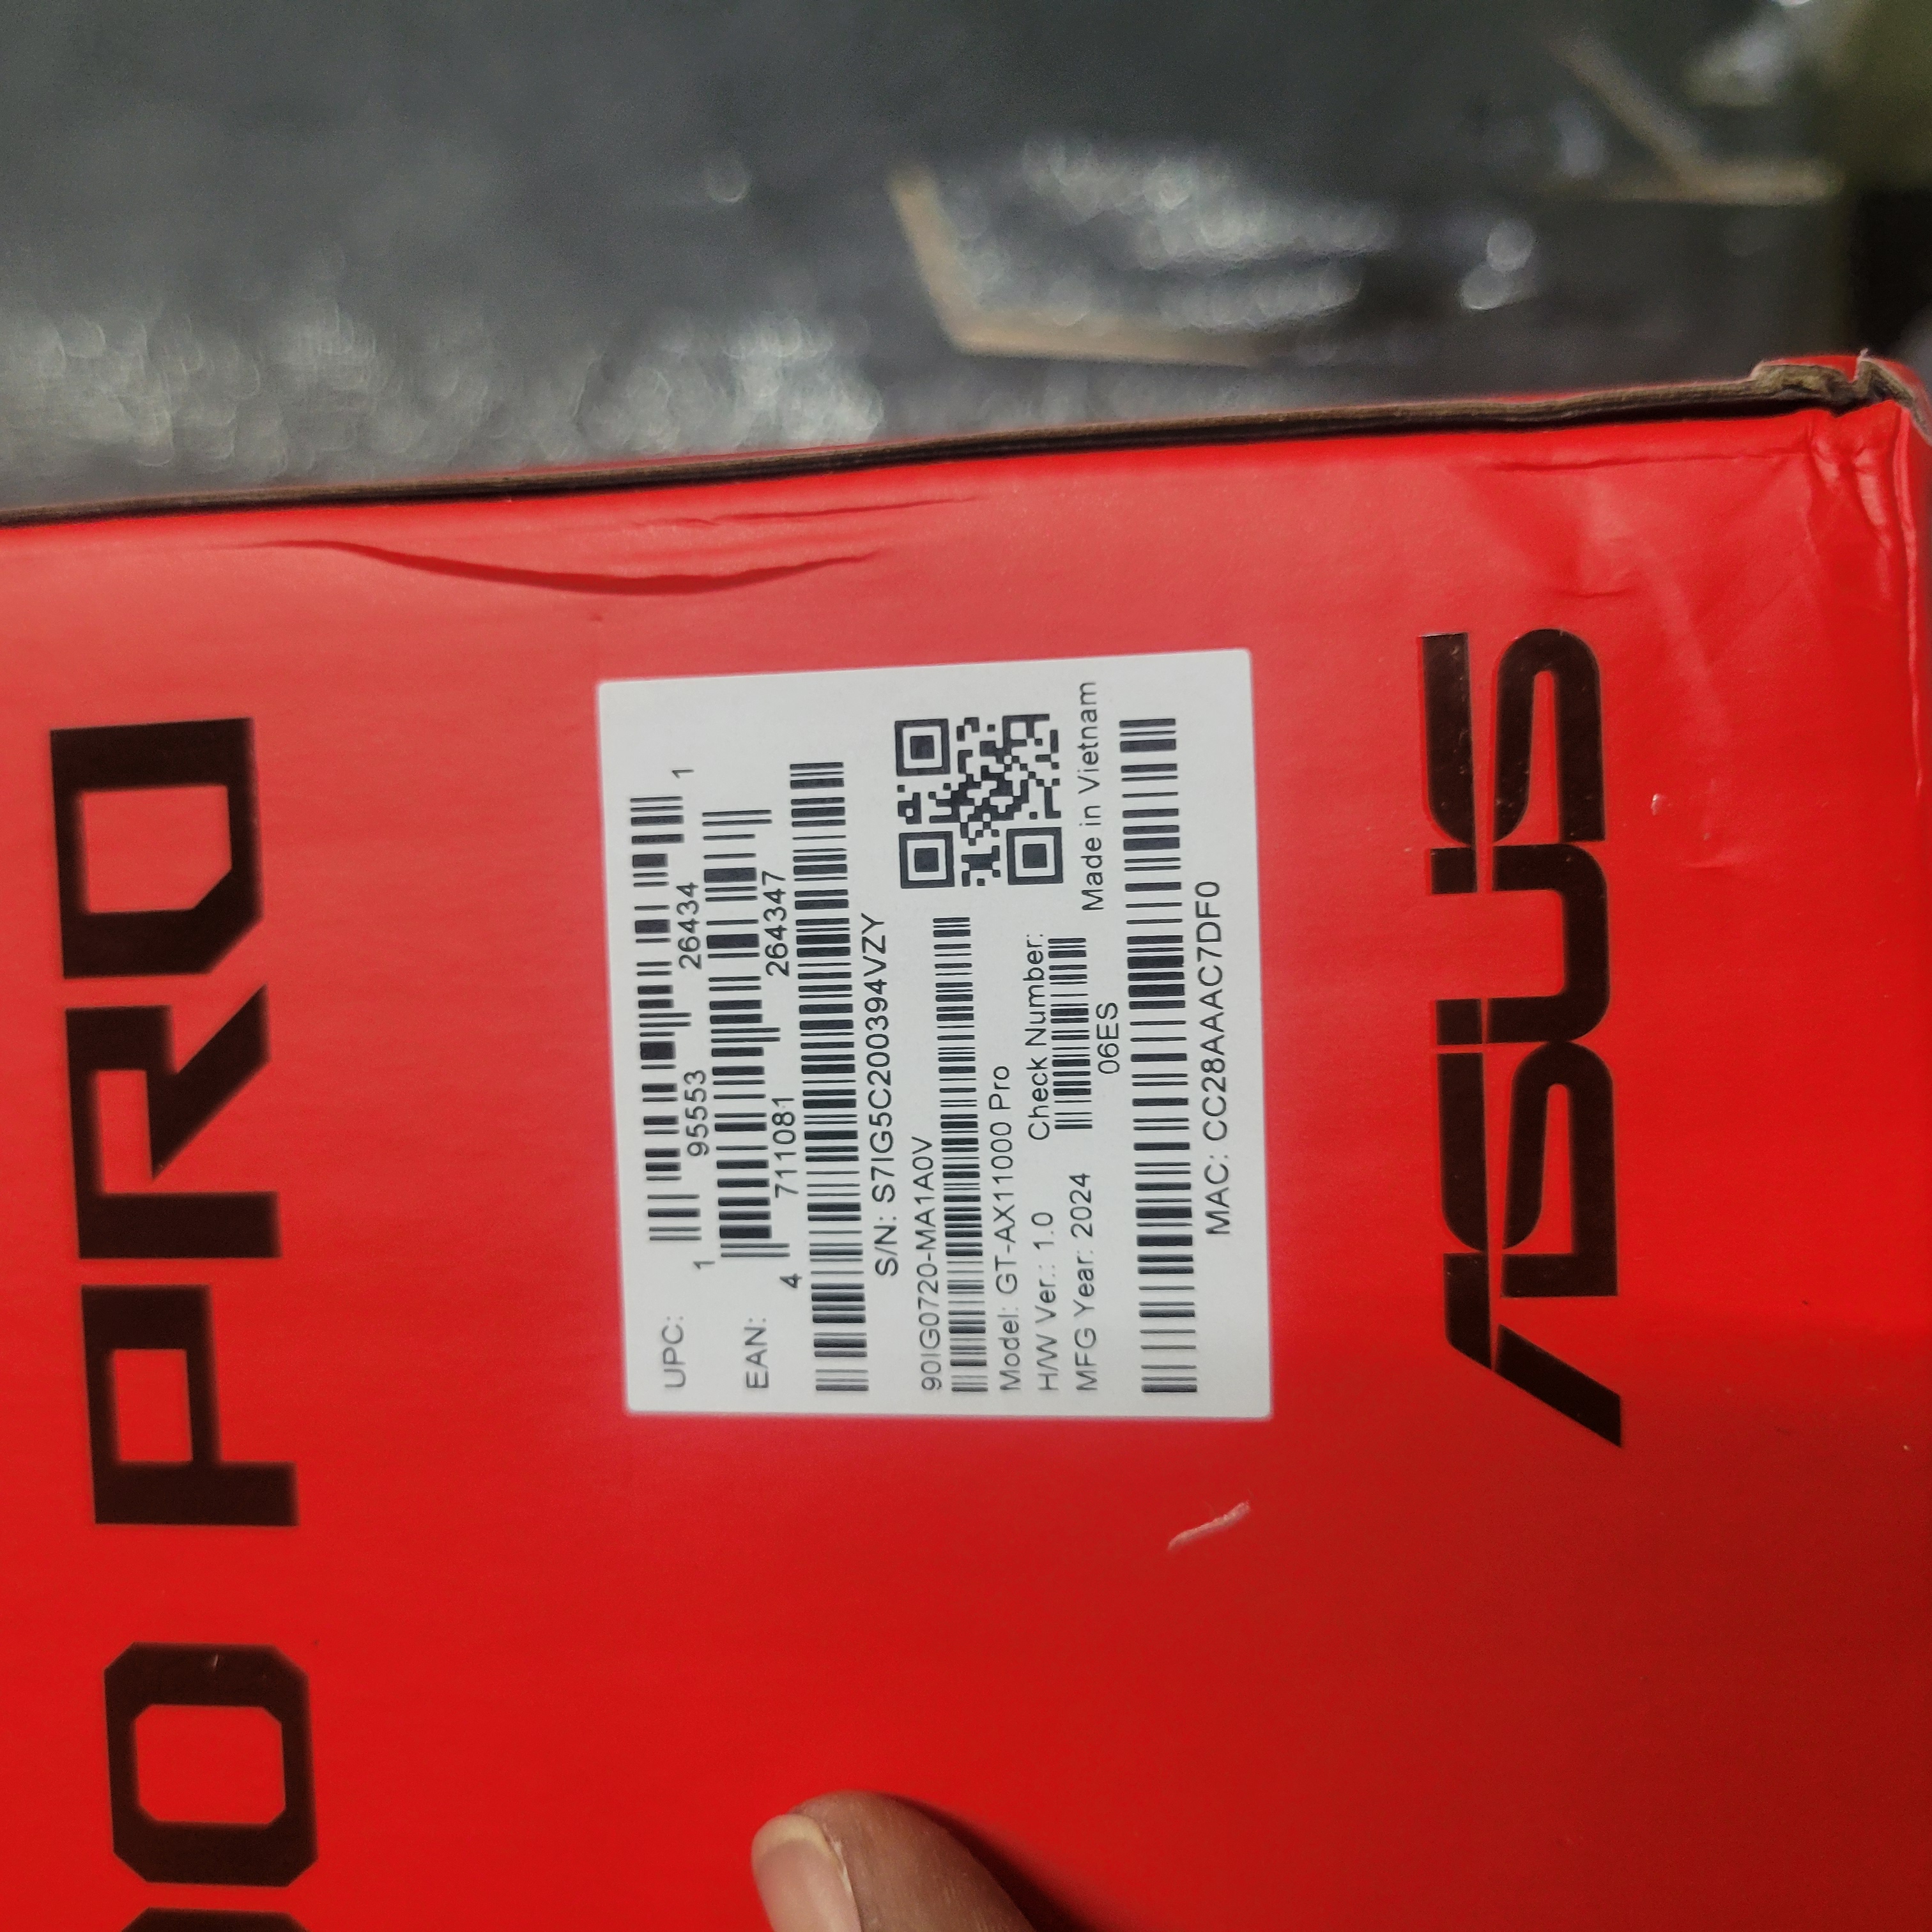 00 PRO
UPC:
1 95553 26434 1
EAN:
4 711081 264347
S/N: S7IG5C200394VZY
90IG0720-MA1A0V
Model: GT-AX11000 Pro
H/W Ver.: 1.0 Check Number:
06ES
MFG Year: 2024 Made in Vietnam
MAC: CC28AAAC7DF0
ASUS